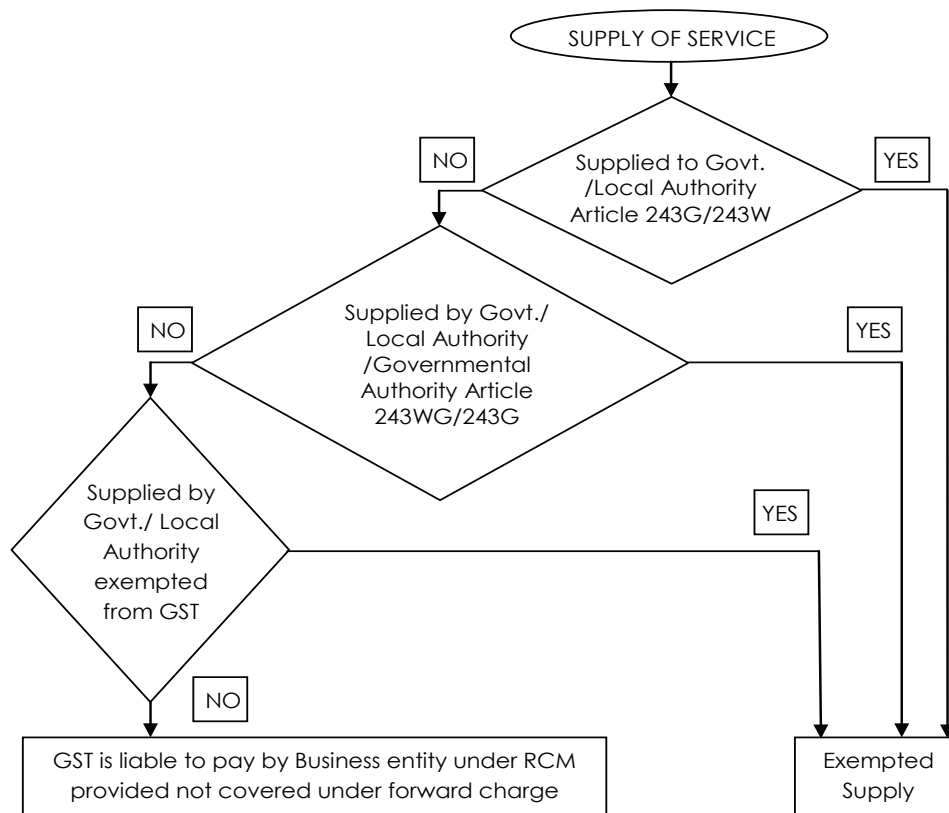 SUPPLY OF SERVICE
NO
Supplied to Govt.
/Local Authority
Article 243G/243W
YES
NO
Supplied by Govt./
Local Authority
/Governmental
Authority Article
243WG/243G
YES
Supplied by
Govt./ Local
Authority
exempted
from GST
YES
NO
GST is liable to pay by Business entity under RCM
provided not covered under forward charge
Exempted
Supply